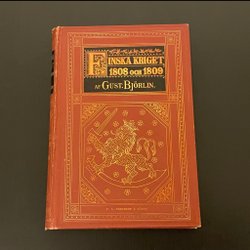 FINSKA KRIGET
1808 OCH 1809
AF GUST. BJÖRLIN.